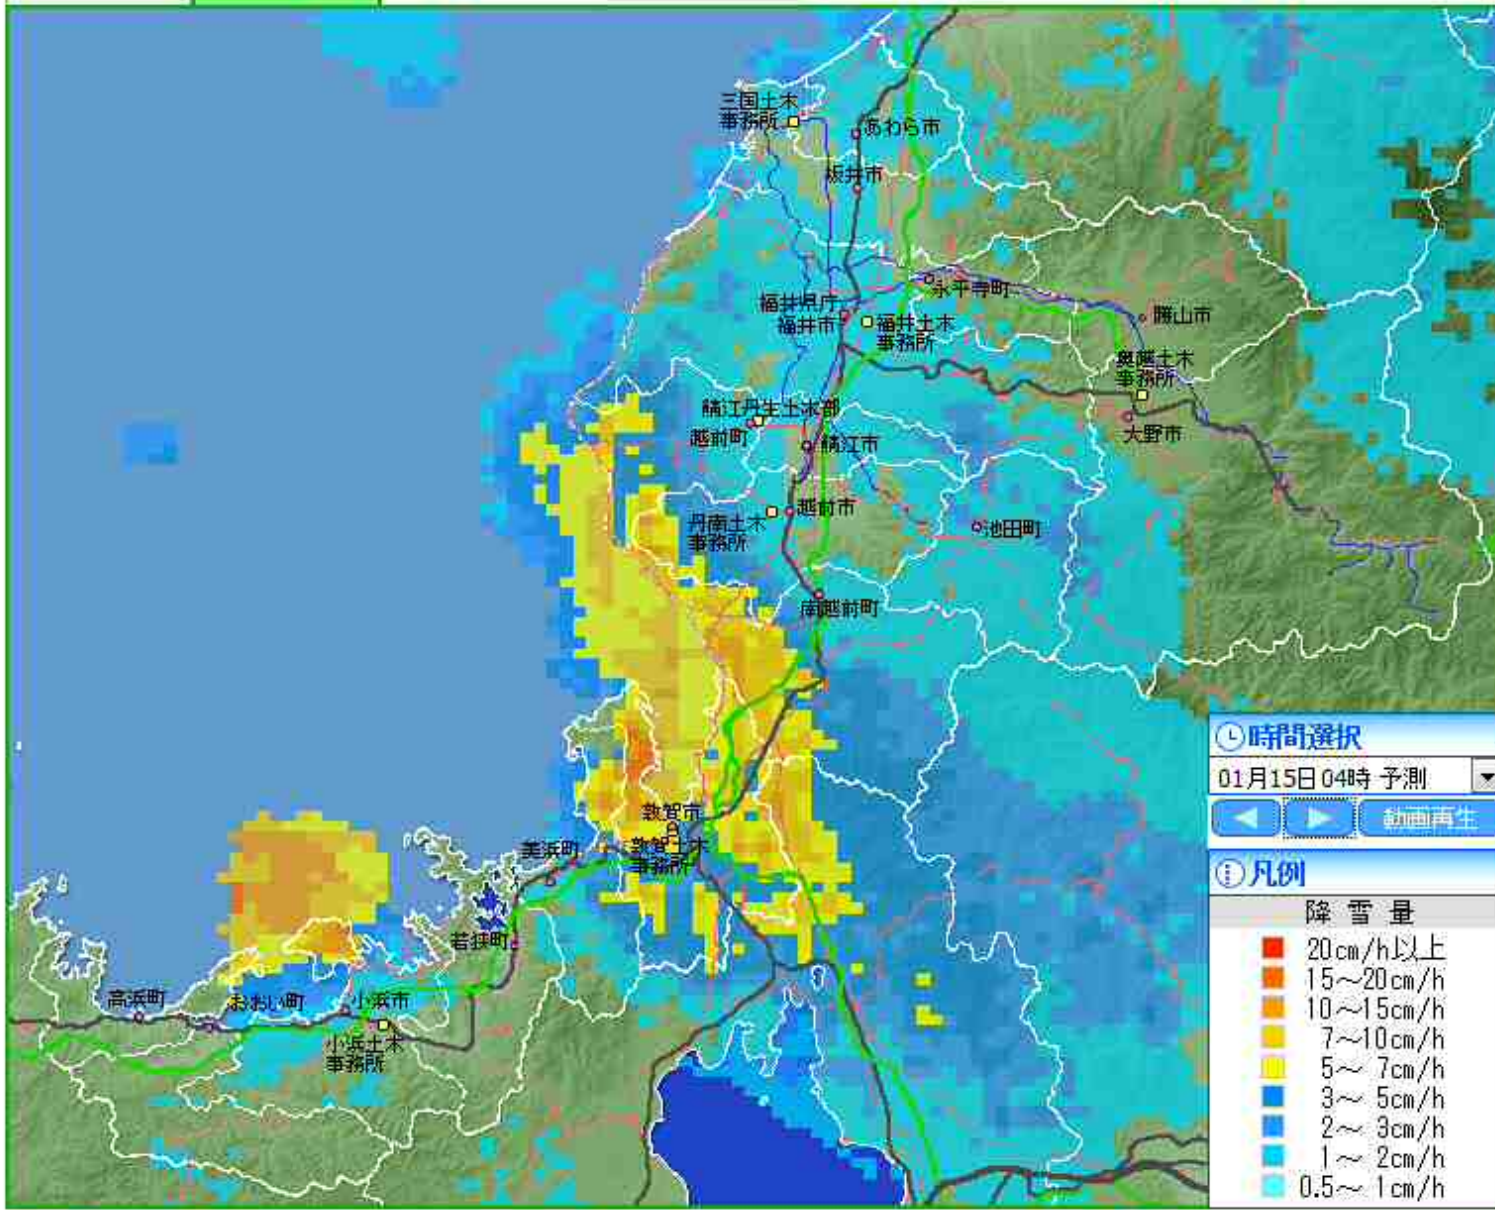 三国土木
事務所
あわら市
坂井市
永平寺町
福井県庁
福井市
福井土木
事務所
勝山市
奥越土木
事務所
大野市
鯖江丹生土木部
越前町
鯖江市
越前市
丹南土木
事務所
池田町
南越前町
敦賀市
敦賀土木
事務所
美浜町
若狭町
高浜町
おおい町
小浜市
小浜土木
事務所
時間選択
01月15日04時 予測
動画再生
凡例
降 雪 量
20cm/h以上
15～20cm/h
10～15cm/h
7～10cm/h
5～ 7cm/h
3～ 5cm/h
2～ 3cm/h
1～ 2cm/h
0.5～ 1cm/h